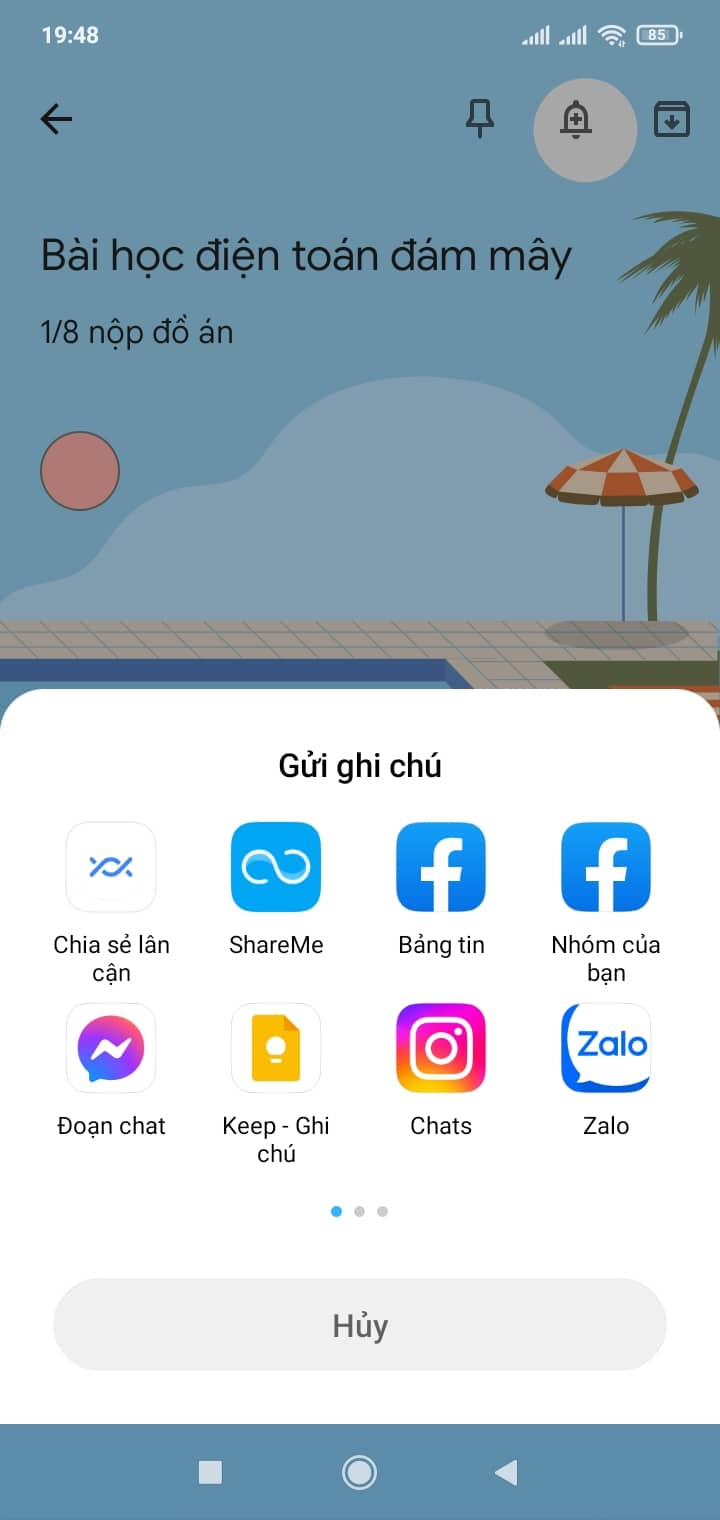 19:48
85
Bài học điện toán đám mây
1/8 nộp đồ án
Gửi ghi chú
Chia sẻ lân
cận
ShareMe
Bảng tin
Nhóm của
bạn
Zalo
Đoạn chat
Keep - Ghi
chú
Chats
Zalo
Hủy